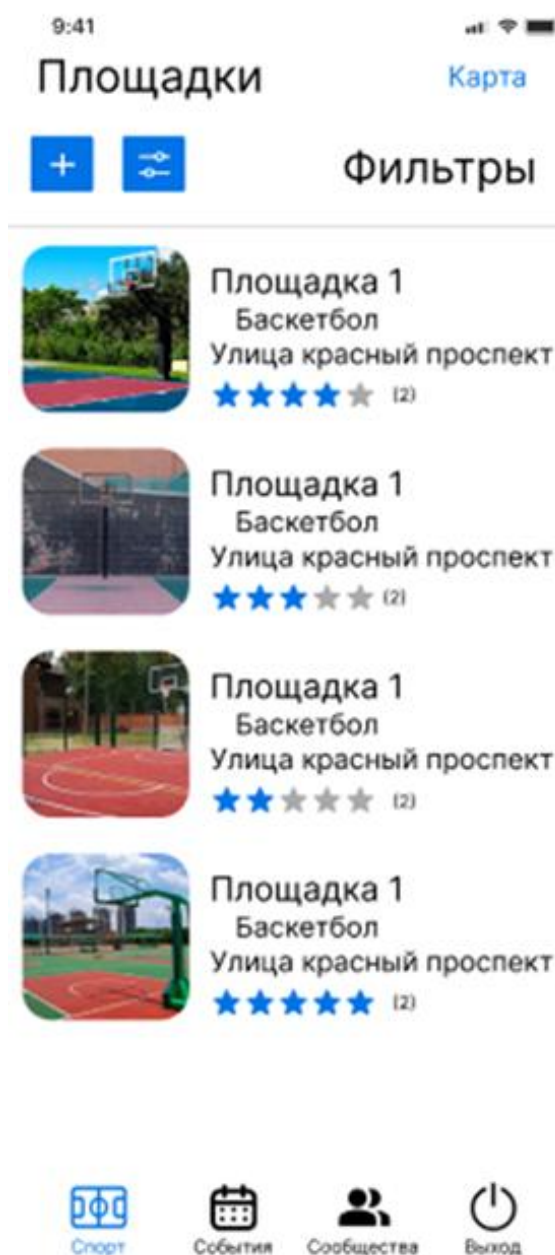 9:41
Площадки
Карта
Фильтры
Площадка 1
Баскетбол
Улица красный проспект
(2)
Площадка 1
Баскетбол
Улица красный проспект
(2)
Площадка 1
Баскетбол
Улица красный проспект
(2)
Площадка 1
Баскетбол
Улица красный проспект
(2)
Спорт
События
Сообщества
Выход